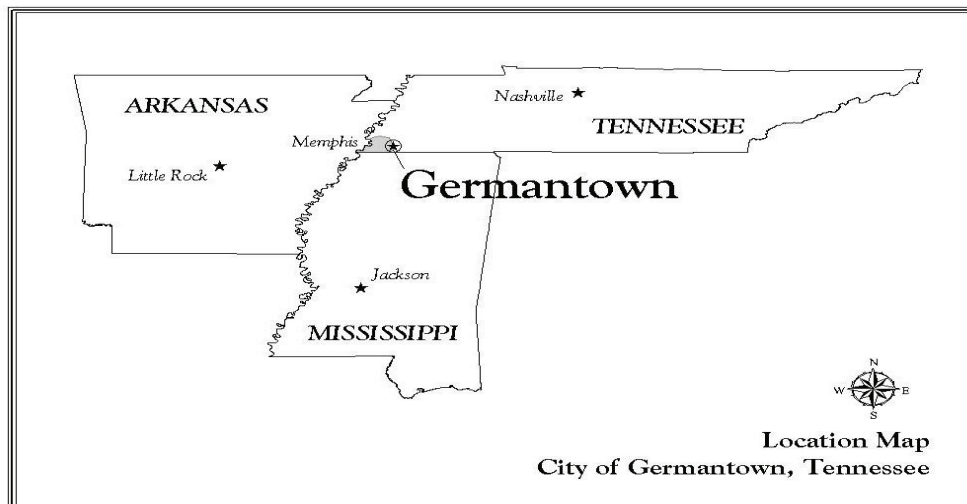 ARKANSAS
Nashville
TENNESSEE
Memphis
Little Rock
Germantown
Jackson
MISSISSIPPI
N
W E
S
Location Map
City of Germantown, Tennessee